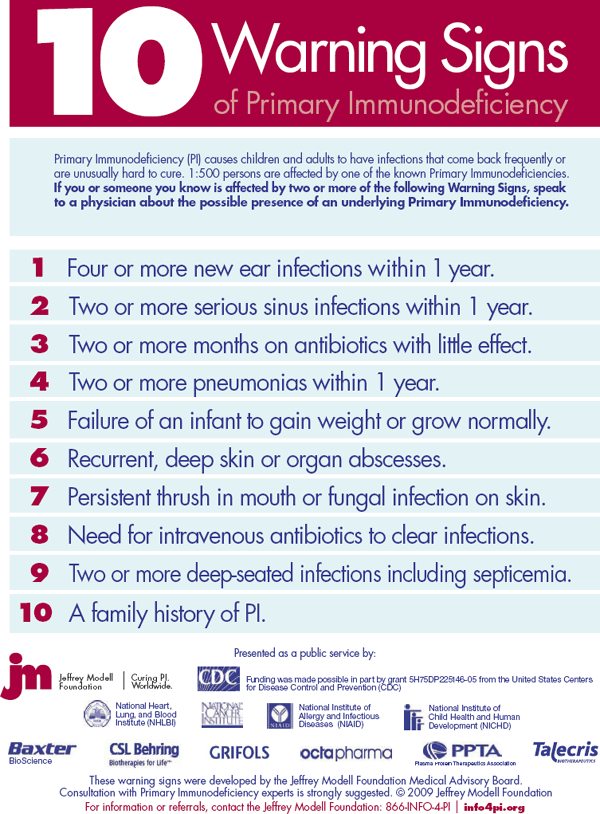 10 Warning Signs
of Primary Immunodeficiency
Primary Immunodeficiency (PI) causes children and adults to have infections that come back frequently or
are unusually hard to cure. 1:500 persons are affected by one of the known Primary Immunodeficiencies.
If you or someone you know is affected by two or more of the following Warning Signs, speak
to a physician about the possible presence of an underlying Primary Immunodeficiency.
1 Four or more new ear infections within 1 year.
2 Two or more serious sinus infections within 1 year.
3 Two or more months on antibiotics with little effect.
4 Two or more pneumonias within 1 year.
5 Failure of an infant to gain weight or grow normally.
6 Recurrent, deep skin or organ abscesses.
7 Persistent thrush in mouth or fungal infection on skin.
8 Need for intravenous antibiotics to clear infections.
9 Two or more deep-seated infections including septicemia.
10 A family history of PI.
Presented as a public service by:
jm
Jeffrey Modell
Foundation
Curing PI.
Worldwide.
CDC
Funding was made possible in part by grant 5H75DP225146-05 from the United States Centers
for Disease Control and Prevention (CDC)
National Heart,
Lung, and Blood
Institute (NHLBI)
NATIONAL
CANCER
INSTITUTE
NIAID
National Institute of
Allergy and Infectious
Diseases (NIAID)
National Institute of
Child Health and Human
Development (NICHD)
Baxter
BioScience
CSL Behring
Biotherapies for Life™
GRIFOLS
octapharma
PPTA
Plasma Protein Therapeutics Association
Talecris
BIOTHERAPEUTICS
These warning signs were developed by the Jeffrey Modell Foundation Medical Advisory Board.
Consultation with Primary Immunodeficiency experts is strongly suggested. © 2009 Jeffrey Modell Foundation
For information or referrals, contact the Jeffrey Modell Foundation: 866-INFO-4-PI | info4pi.org